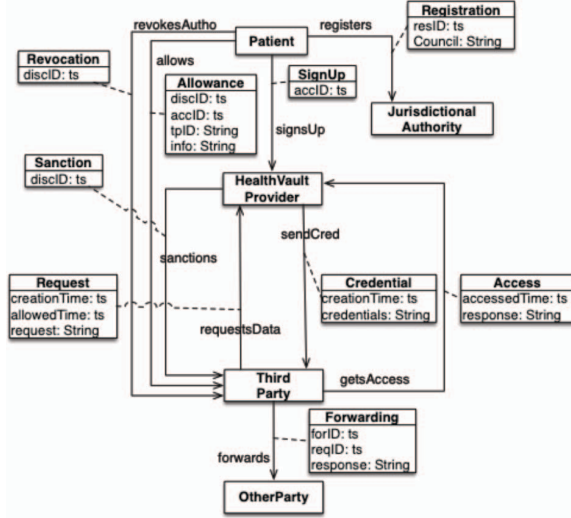 revokesAutho
registers
Registration
resID: ts
Council: String
Patient
Revocation
discID: ts
allows
Allowance
discID: ts
accID: ts
tpID: String
info: String
SignUp
accID: ts
signsUp
Jurisdictional
Authority
Sanction
discID: ts
HealthVault
Provider
sendCred
sanctions
Request
creationTime: ts
allowedTime: ts
request: String
Credential
creationTime: ts
credentials: String
Access
accessedTime: ts
response: String
requestsData
Third
Party
getsAccess
Forwarding
forID: ts
reqID: ts
response: String
forwards
OtherParty